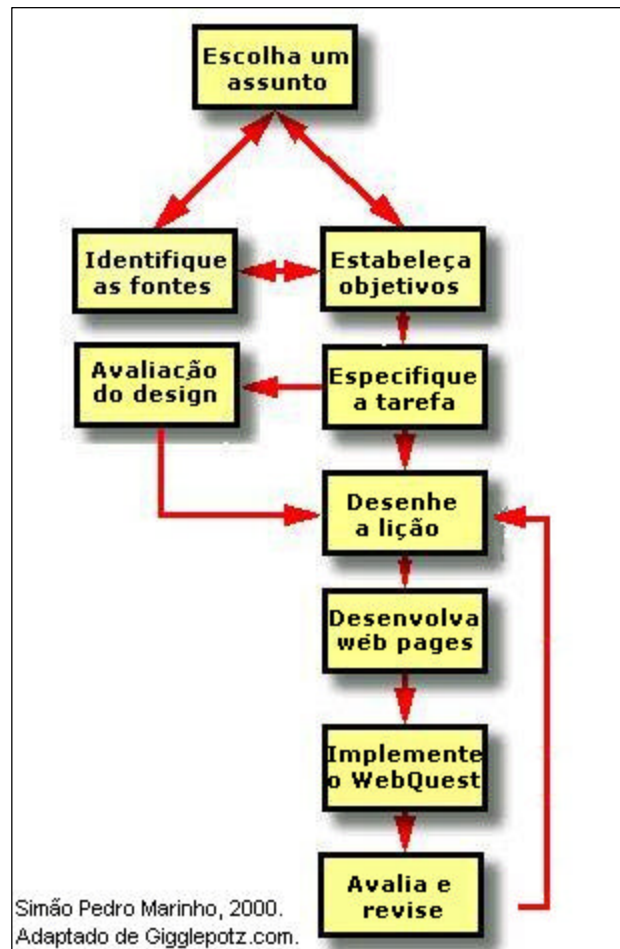 Escolha um
assunto
Identifique
as fontes
Estabeleça
objetivos
Avaliação
do design
Especifique
a tarefa
Desenhe
a lição
Desenvolva
web pages
Implemente
o WebQuest
Avalia e
revise
Simão Pedro Marinho, 2000.
Adaptado de Gigglepotz.com.